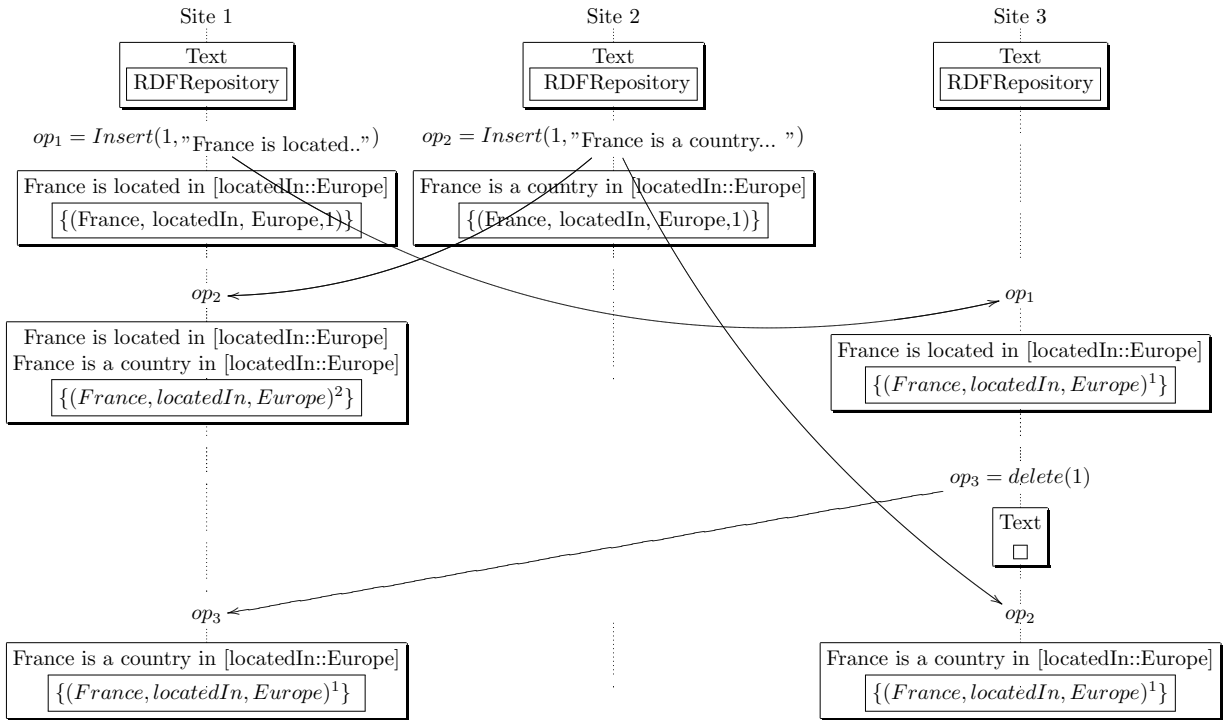 Site 1 Site 2 Site 3
Text Text Text
RDFRepository RDFRepository RDFRepository
op₁ = Insert(1,”France is located..”) op₂ = Insert(1,”France is a country... ”)
France is located in [locatedIn::Europe] France is a country in [locatedIn::Europe]
{(France, locatedIn, Europe,1)} {(France, locatedIn, Europe,1)}
op₂ op₁
France is located in [locatedIn::Europe]
France is a country in [locatedIn::Europe]
{(France, locatedIn, Europe)²}
France is located in [locatedIn::Europe]
{(France, locatedIn, Europe)¹}
op₃ = delete(1)
Text
op₃ op₂
France is a country in [locatedIn::Europe] France is a country in [locatedIn::Europe]
{(France, locatedIn, Europe)¹} {(France, locatedIn, Europe)¹}